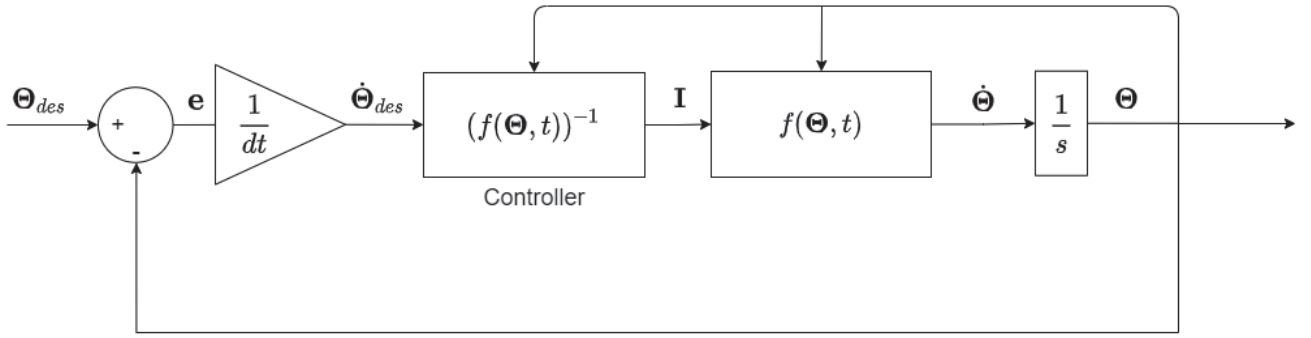 𝚯_des
+
-
e
1/dt
𝚯̇_des
(f(𝚯, t))⁻¹
Controller
I
f(𝚯, t)
𝚯̇
1/s
𝚯